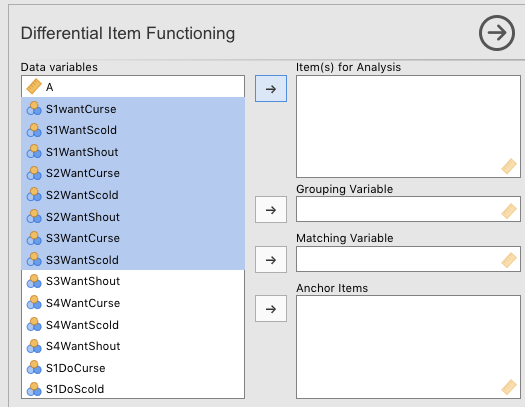 Differential Item Functioning
Data variables
A
S1wantCurse
S1WantScold
S1WantShout
S2WantCurse
S2WantScold
S2WantShout
S3WantCurse
S3WantScold
S3WantShout
S4WantCurse
S4WantScold
S4WantShout
S1DoCurse
S1DoScold
Item(s) for Analysis
Grouping Variable
Matching Variable
Anchor Items